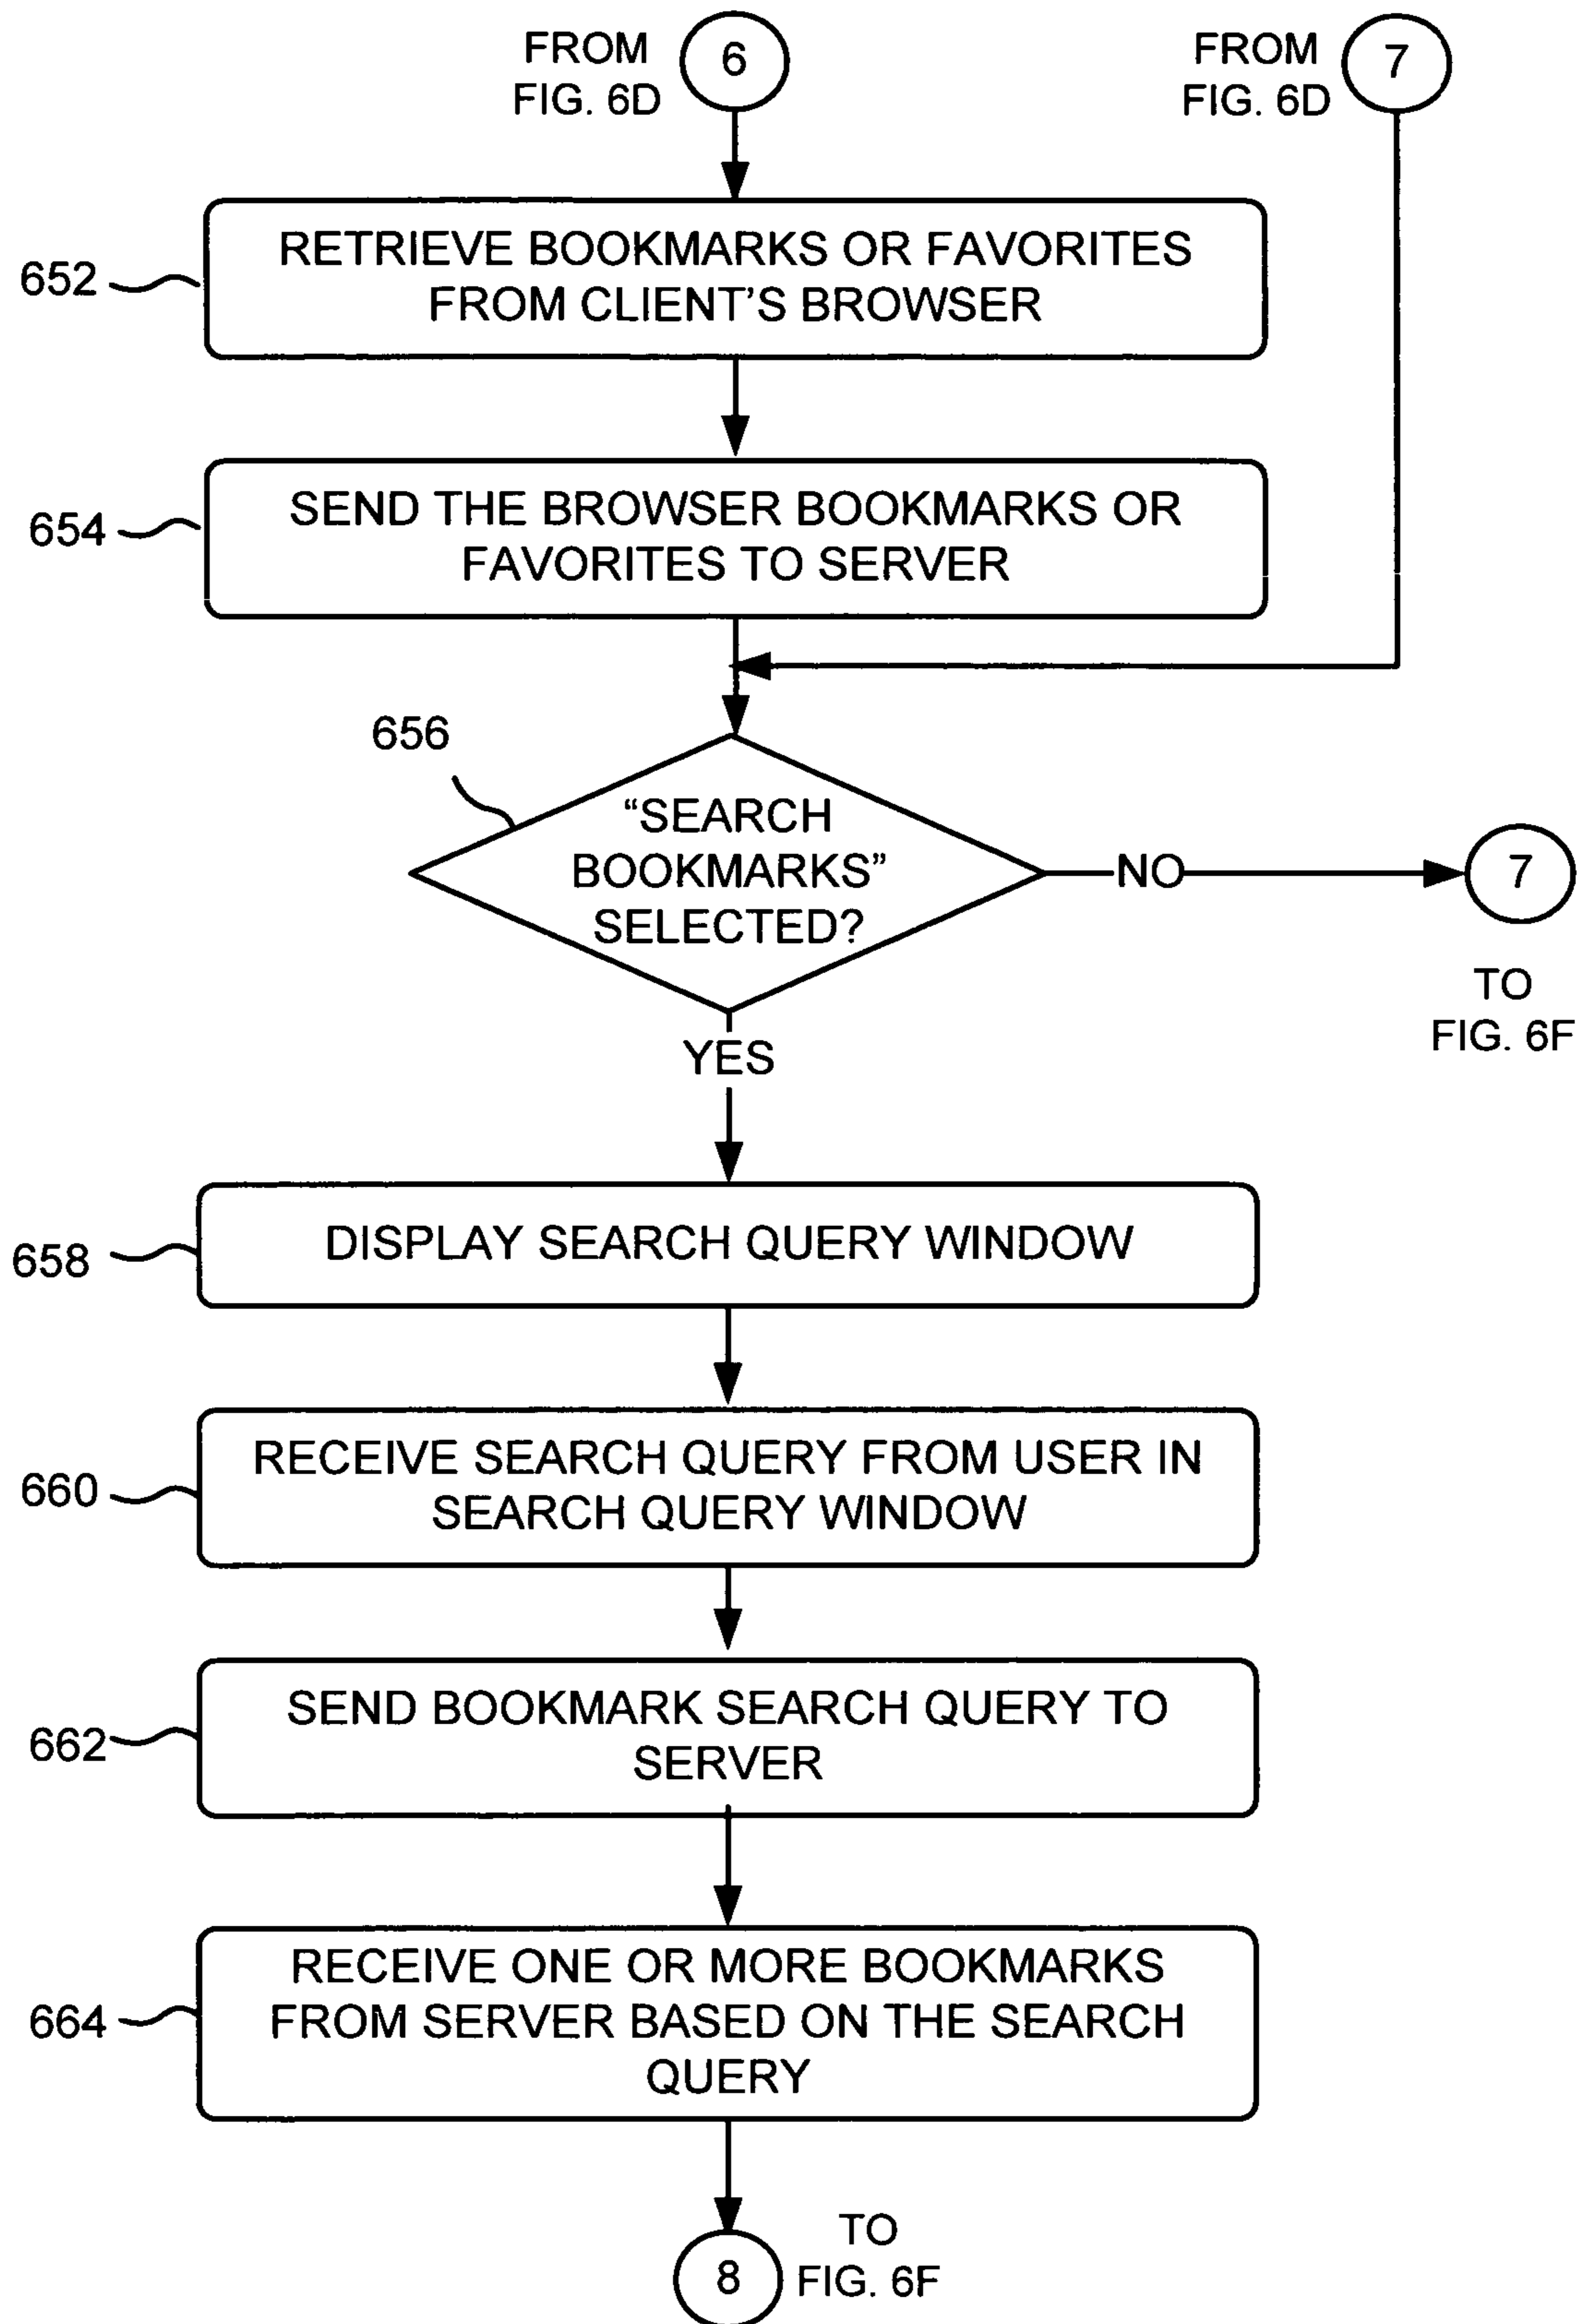 FROM
FIG. 6D
6
FROM
FIG. 6D
7
652
RETRIEVE BOOKMARKS OR FAVORITES
FROM CLIENT'S BROWSER
654
SEND THE BROWSER BOOKMARKS OR
FAVORITES TO SERVER
656
“SEARCH
BOOKMARKS”
SELECTED?
NO
7
TO
FIG. 6F
YES
658
DISPLAY SEARCH QUERY WINDOW
660
RECEIVE SEARCH QUERY FROM USER IN
SEARCH QUERY WINDOW
662
SEND BOOKMARK SEARCH QUERY TO
SERVER
664
RECEIVE ONE OR MORE BOOKMARKS
FROM SERVER BASED ON THE SEARCH
QUERY
8
TO
FIG. 6F